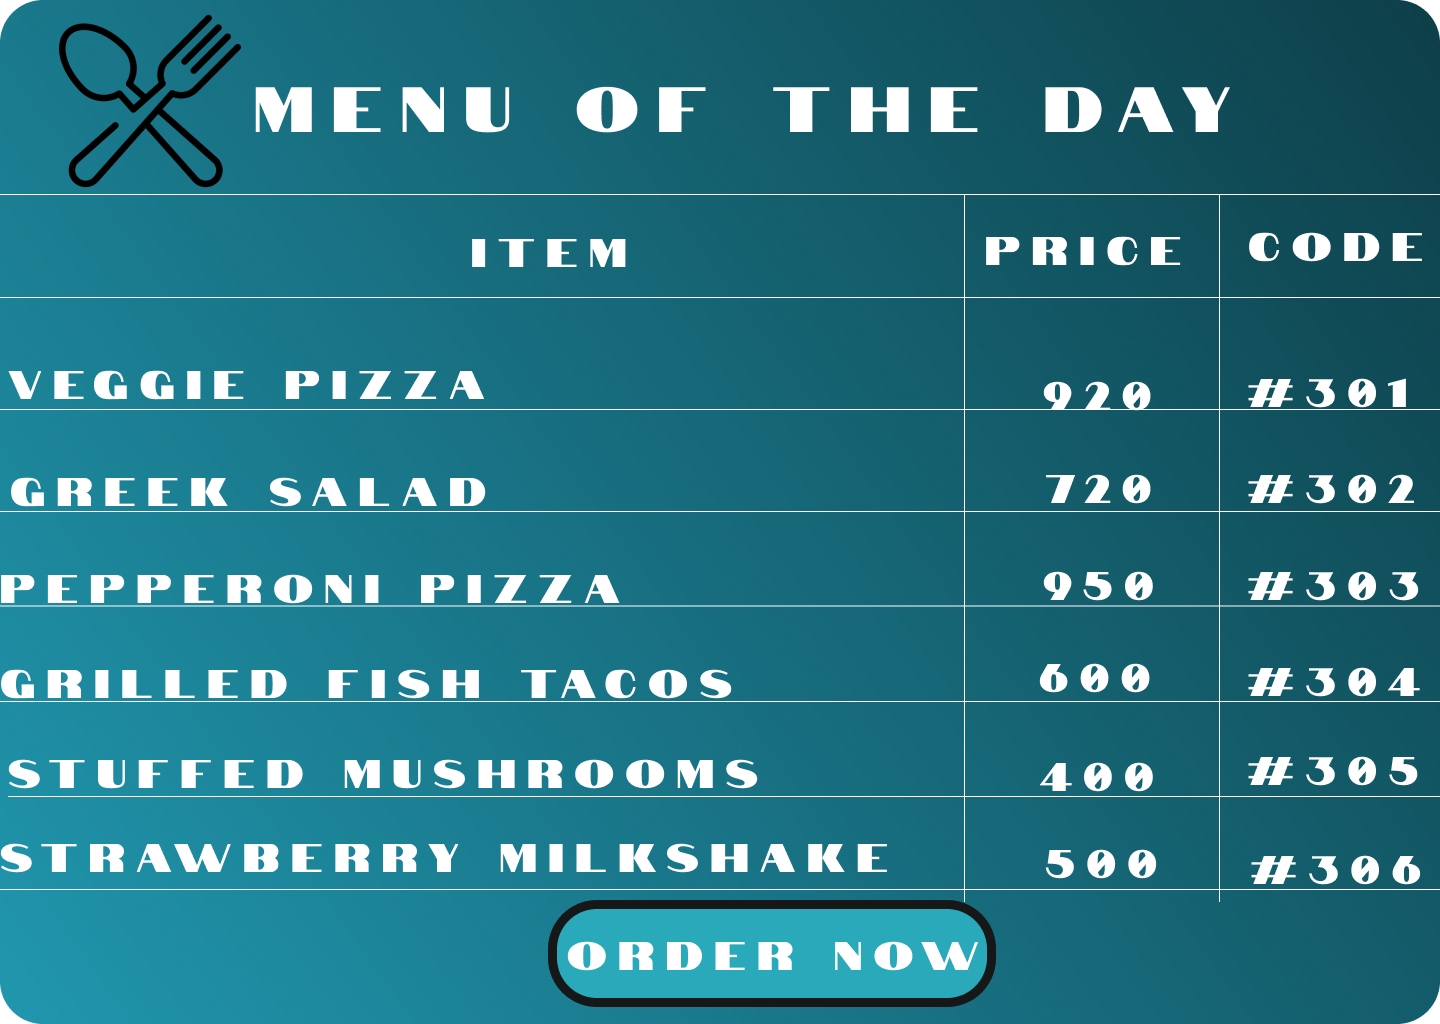 MENU OF THE DAY
ITEM PRICE CODE
VEGGIE PIZZA 920 #301
GREEK SALAD 720 #302
PEPPERONI PIZZA 950 #303
GRILLED FISH TACOS 600 #304
STUFFED MUSHROOMS 400 #305
STRAWBERRY MILKSHAKE 500 #306
ORDER NOW